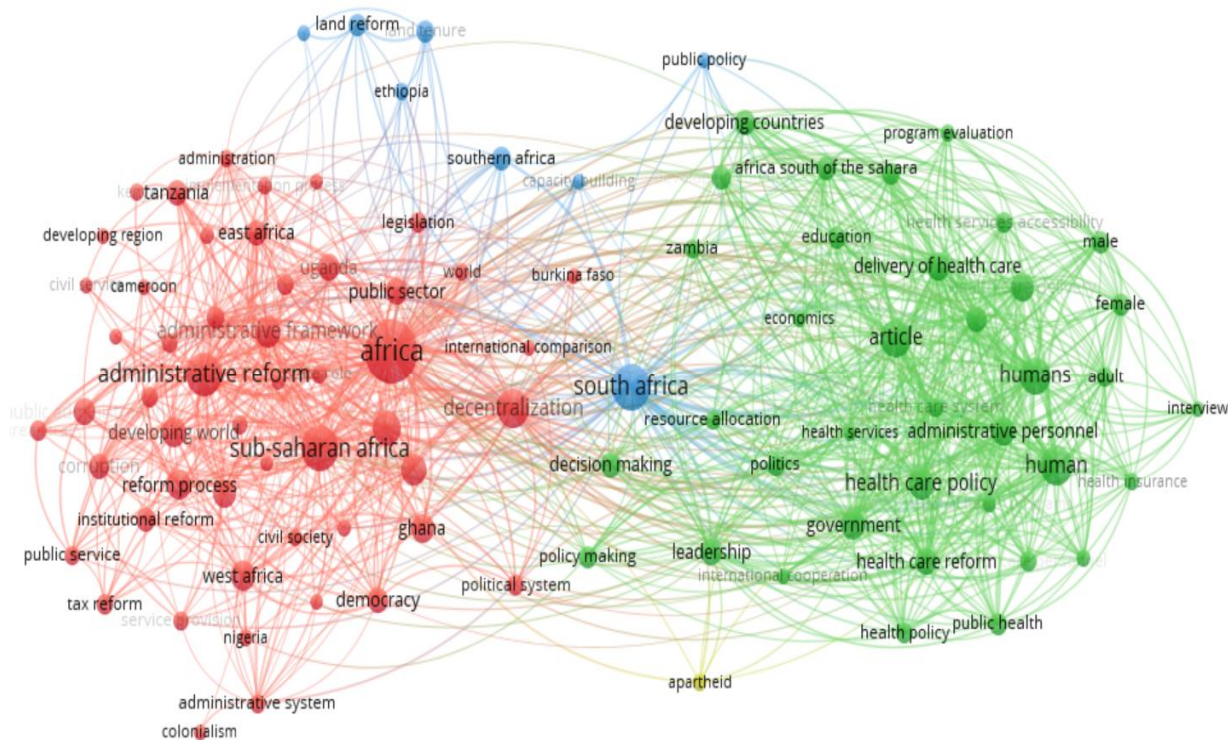 land reform
land tenure
public policy
ethiopia
developing countries
program evaluation
administration
southern africa
africa south of the sahara
capacity building
tanzania
implementation process
legislation
health services accessibility
developing region
east africa
education
male
zambia
uganda
world
burkina faso
delivery of health care
cameroon
public sector
female
administrative framework
economics
article
africa
international comparison
administrative reform
south africa
humans
adult
decentralization
interview
health care system
resource allocation
developing world
health services
administrative personnel
sub-saharan africa
corruption
decision making
politics
human
reform process
health care policy
health insurance
institutional reform
civil society
ghana
government
public service
policy making
leadership
health care reform
west africa
political system
international cooperation
tax reform
democracy
service provision
nigeria
health policy
public health
apartheid
administrative system
colonialism